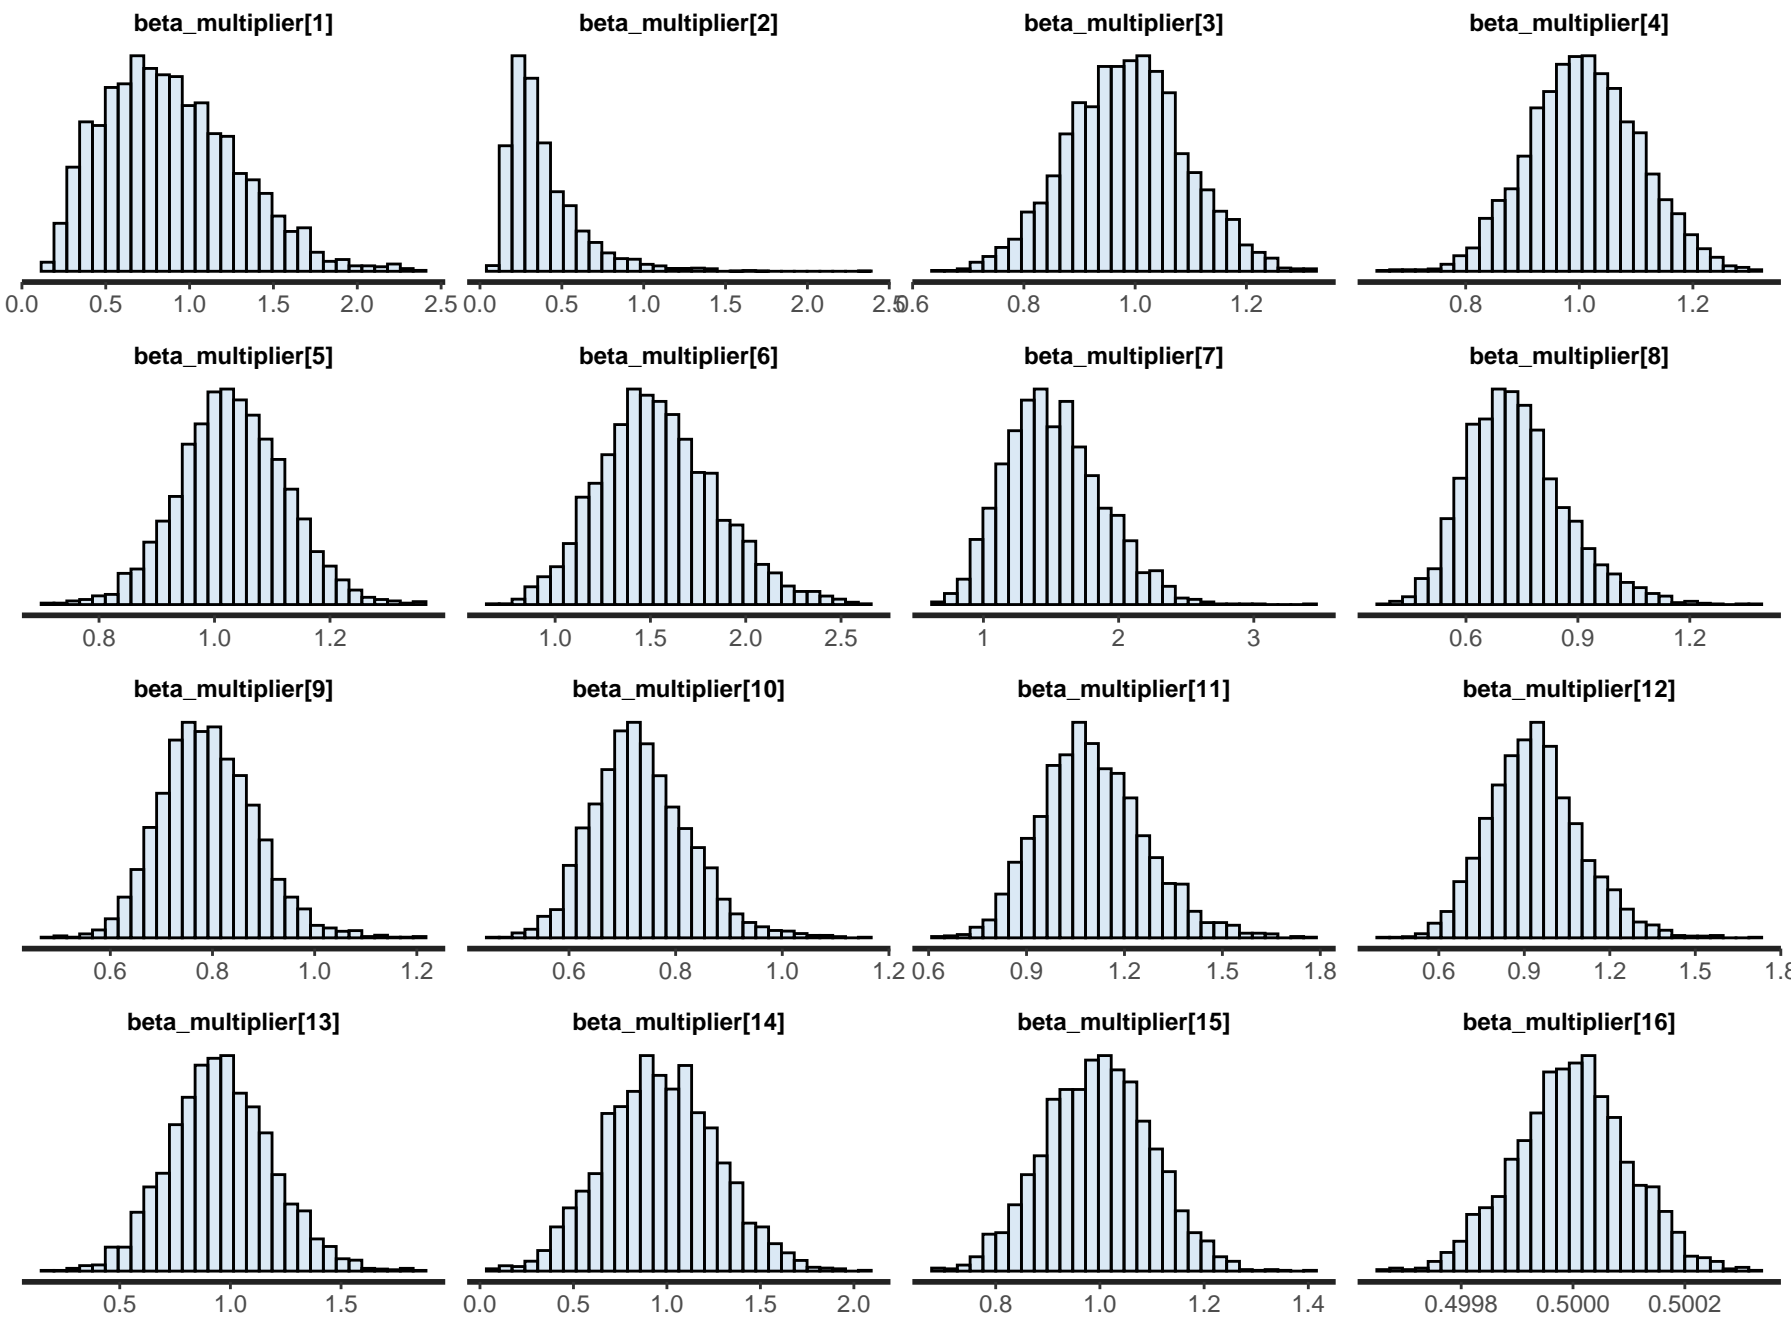 beta_multiplier[1] beta_multiplier[2] beta_multiplier[3] beta_multiplier[4]
0.0 0.5 1.0 1.5 2.0 2.5 0.0 0.5 1.0 1.5 2.0 2.5 0.6 0.8 1.0 1.2 0.8 1.0 1.2
beta_multiplier[5] beta_multiplier[6] beta_multiplier[7] beta_multiplier[8]
0.8 1.0 1.2 1.0 1.5 2.0 2.5 1 2 3 0.6 0.9 1.2
beta_multiplier[9] beta_multiplier[10] beta_multiplier[11] beta_multiplier[12]
0.6 0.8 1.0 1.2 0.6 0.8 1.0 1.2 0.6 0.9 1.2 1.5 1.8 0.6 0.9 1.2 1.5 1.8
beta_multiplier[13] beta_multiplier[14] beta_multiplier[15] beta_multiplier[16]
0.5 1.0 1.5 0.0 0.5 1.0 1.5 2.0 0.8 1.0 1.2 1.4 0.4998 0.5000 0.5002